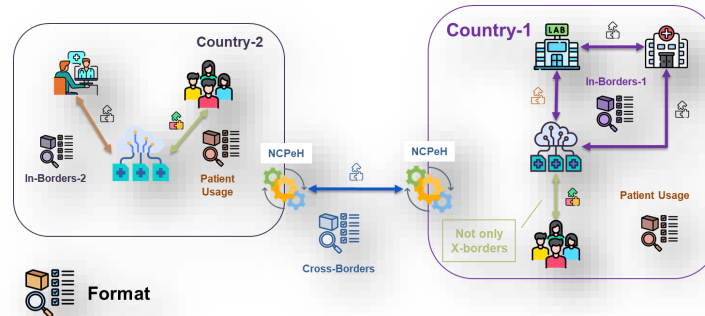 Country-2
Country-1
LAB
In-Borders-1
In-Borders-2
Patient
Usage
NCPeH
NCPeH
Patient Usage
Not only
X-borders
Cross-Borders
Format